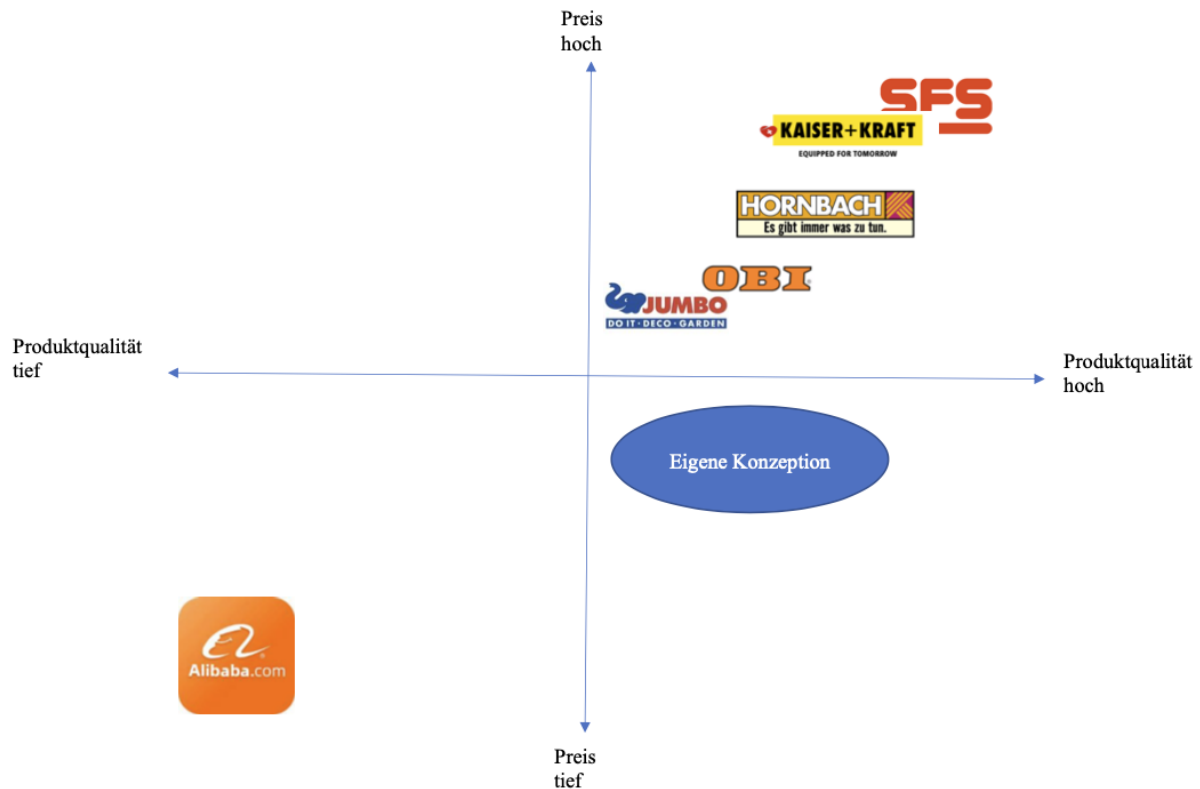 Preis
hoch
SFS
KAISER+KRAFT
EQUIPPED FOR TOMORROW
HORNBACH
Es gibt immer was zu tun.
OBI
JUMBO
DO IT · DECO · GARDEN
Produktqualität
tief
Produktqualität
hoch
Eigene Konzeption
Alibaba.com
Preis
tief